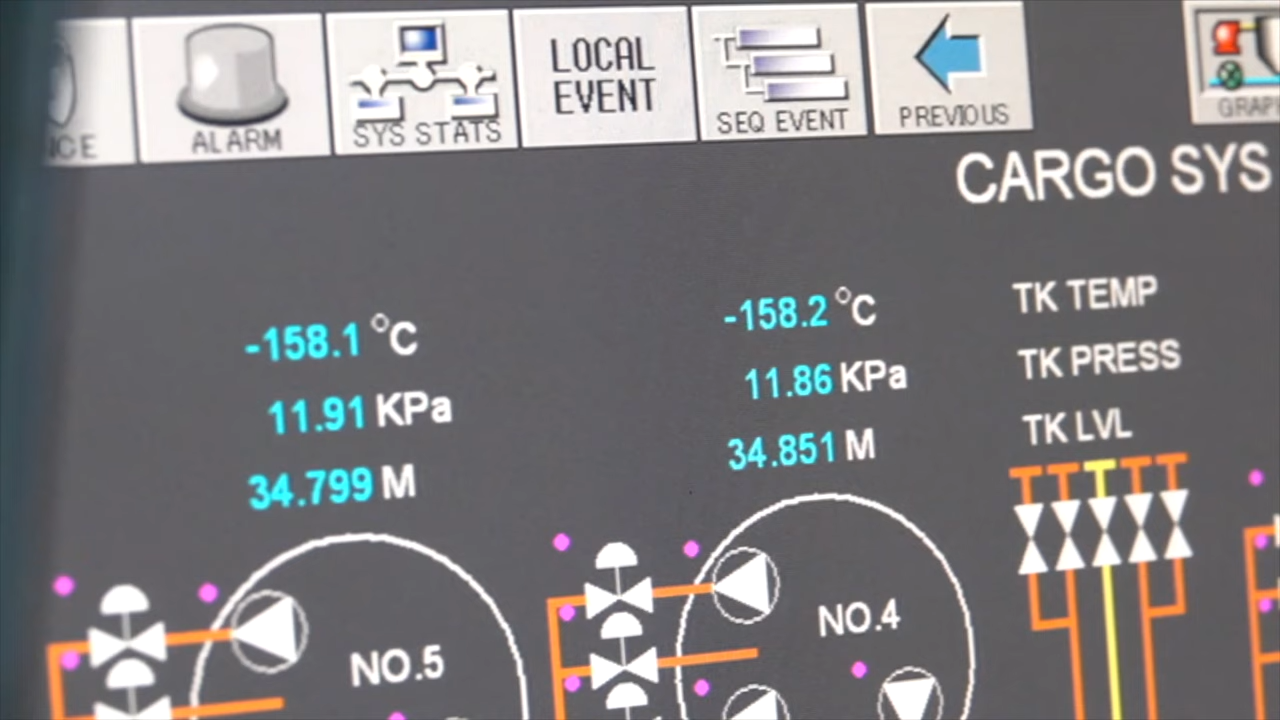 ALARM
SYS STATS
LOCAL
EVENT
SEQ EVENT
PREVIOUS
CARGO SYS
-158.1 °C
-158.2 °C
TK TEMP
11.91 KPa
11.86 KPa
TK PRESS
34.799 M
34.851 M
TK LVL
NO.5
NO.4